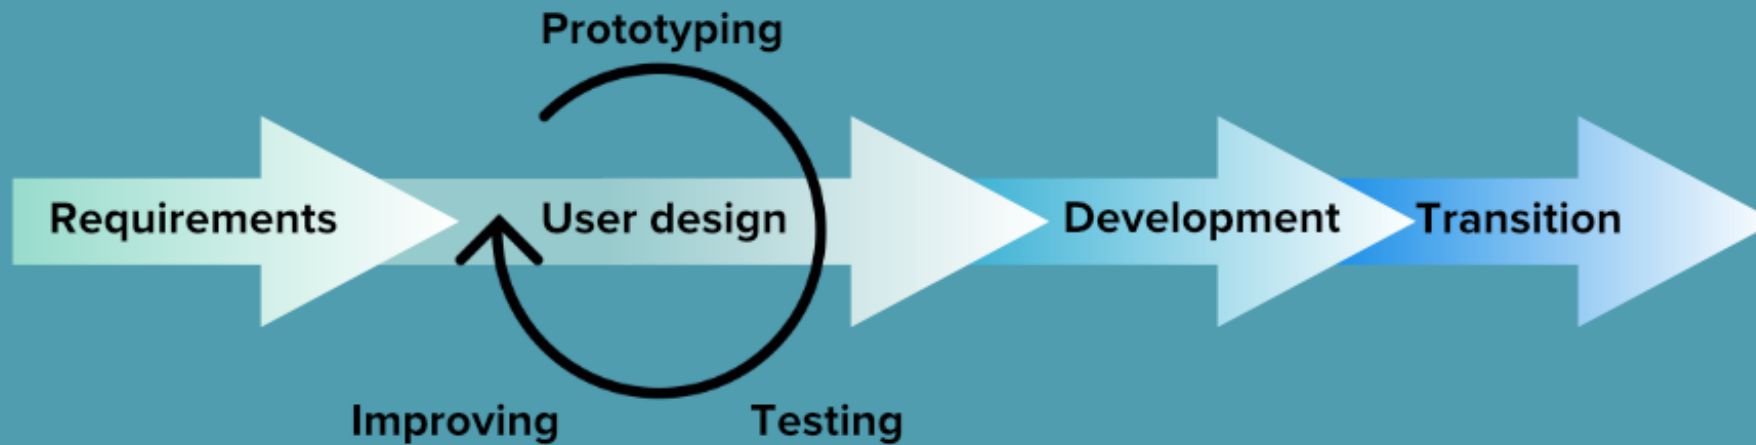 Prototyping
Requirements
User design
Development
Transition
Improving
Testing